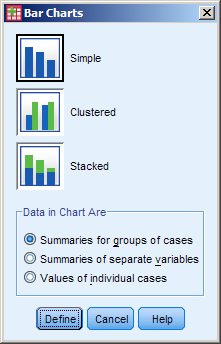 Bar Charts
Simple
Clustered
Stacked
Data in Chart Are
Summaries for groups of cases
Summaries of separate variables
Values of individual cases
Define Cancel Help